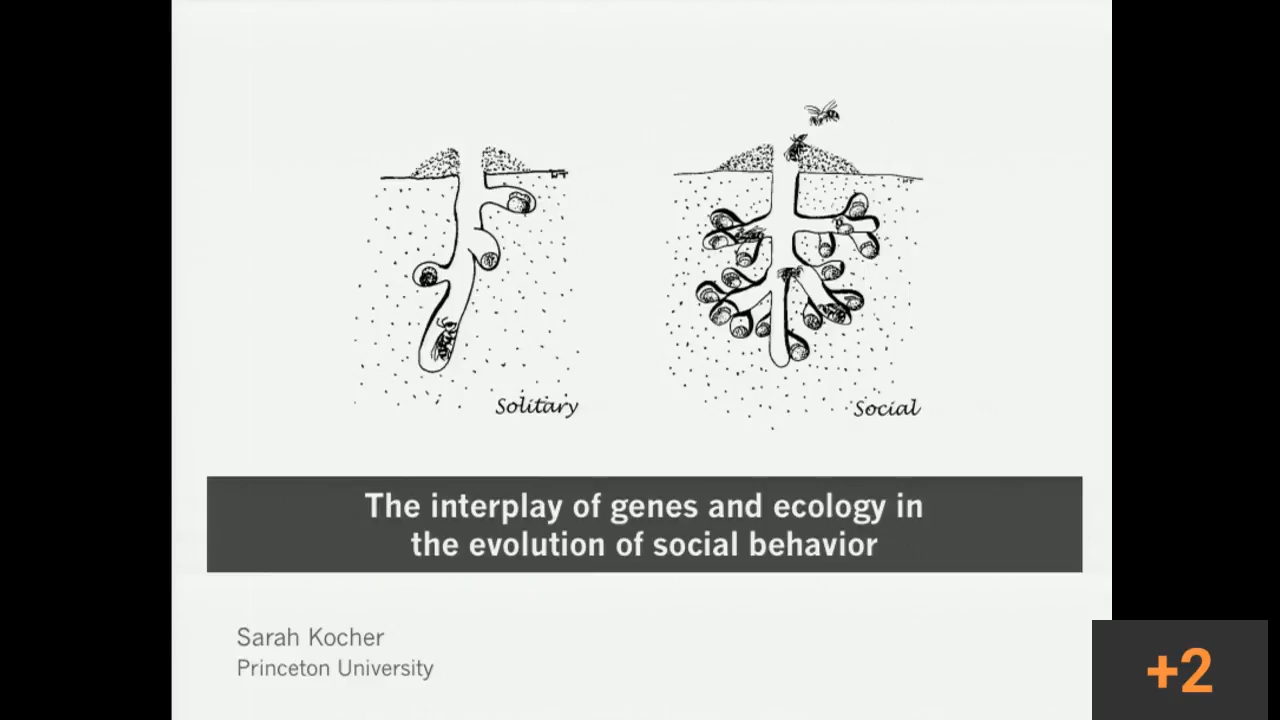 Solitary
Social
The interplay of genes and ecology in
the evolution of social behavior
Sarah Kocher
Princeton University
+2